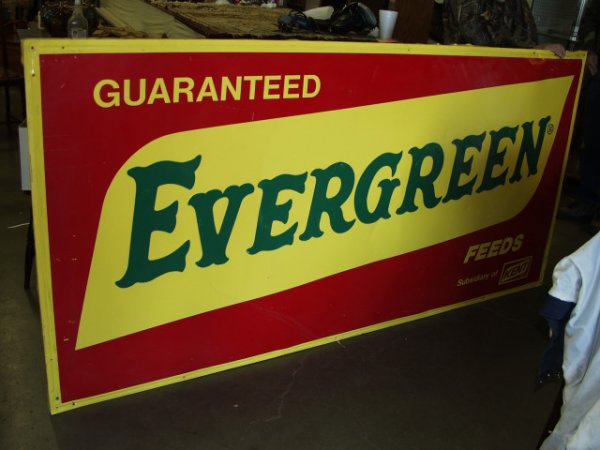 GUARANTEED
EVERGREEN®
FEEDS
Subsidiary of KENT